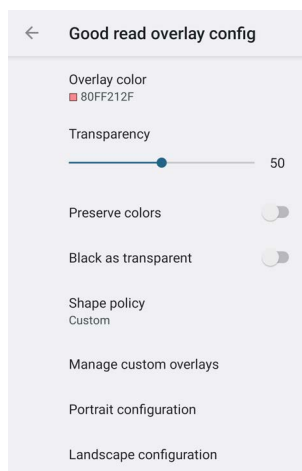 Good read overlay config
Overlay color
80FF212F
Transparency
50
Preserve colors
Black as transparent
Shape policy
Custom
Manage custom overlays
Portrait configuration
Landscape configuration